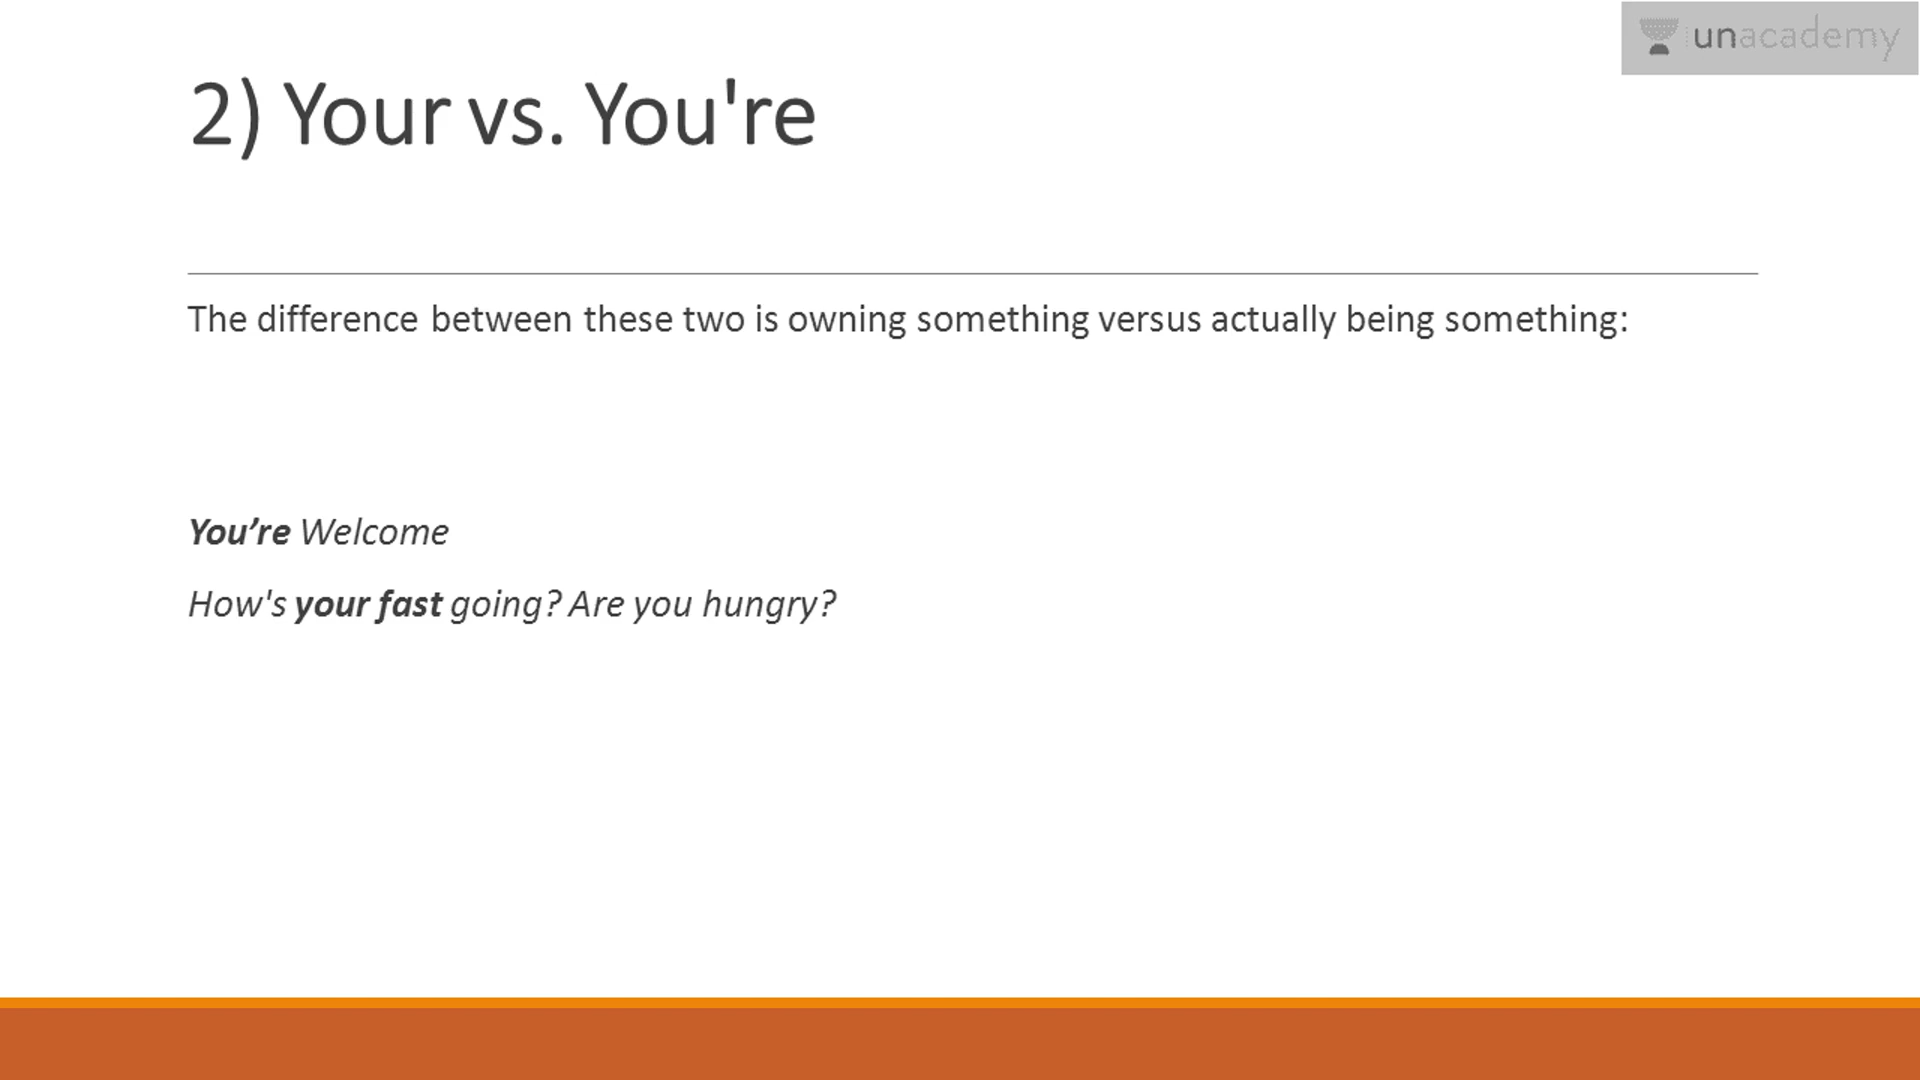 unacademy
2) Your vs. You're
The difference between these two is owning something versus actually being something:
You’re Welcome
How's your fast going? Are you hungry?